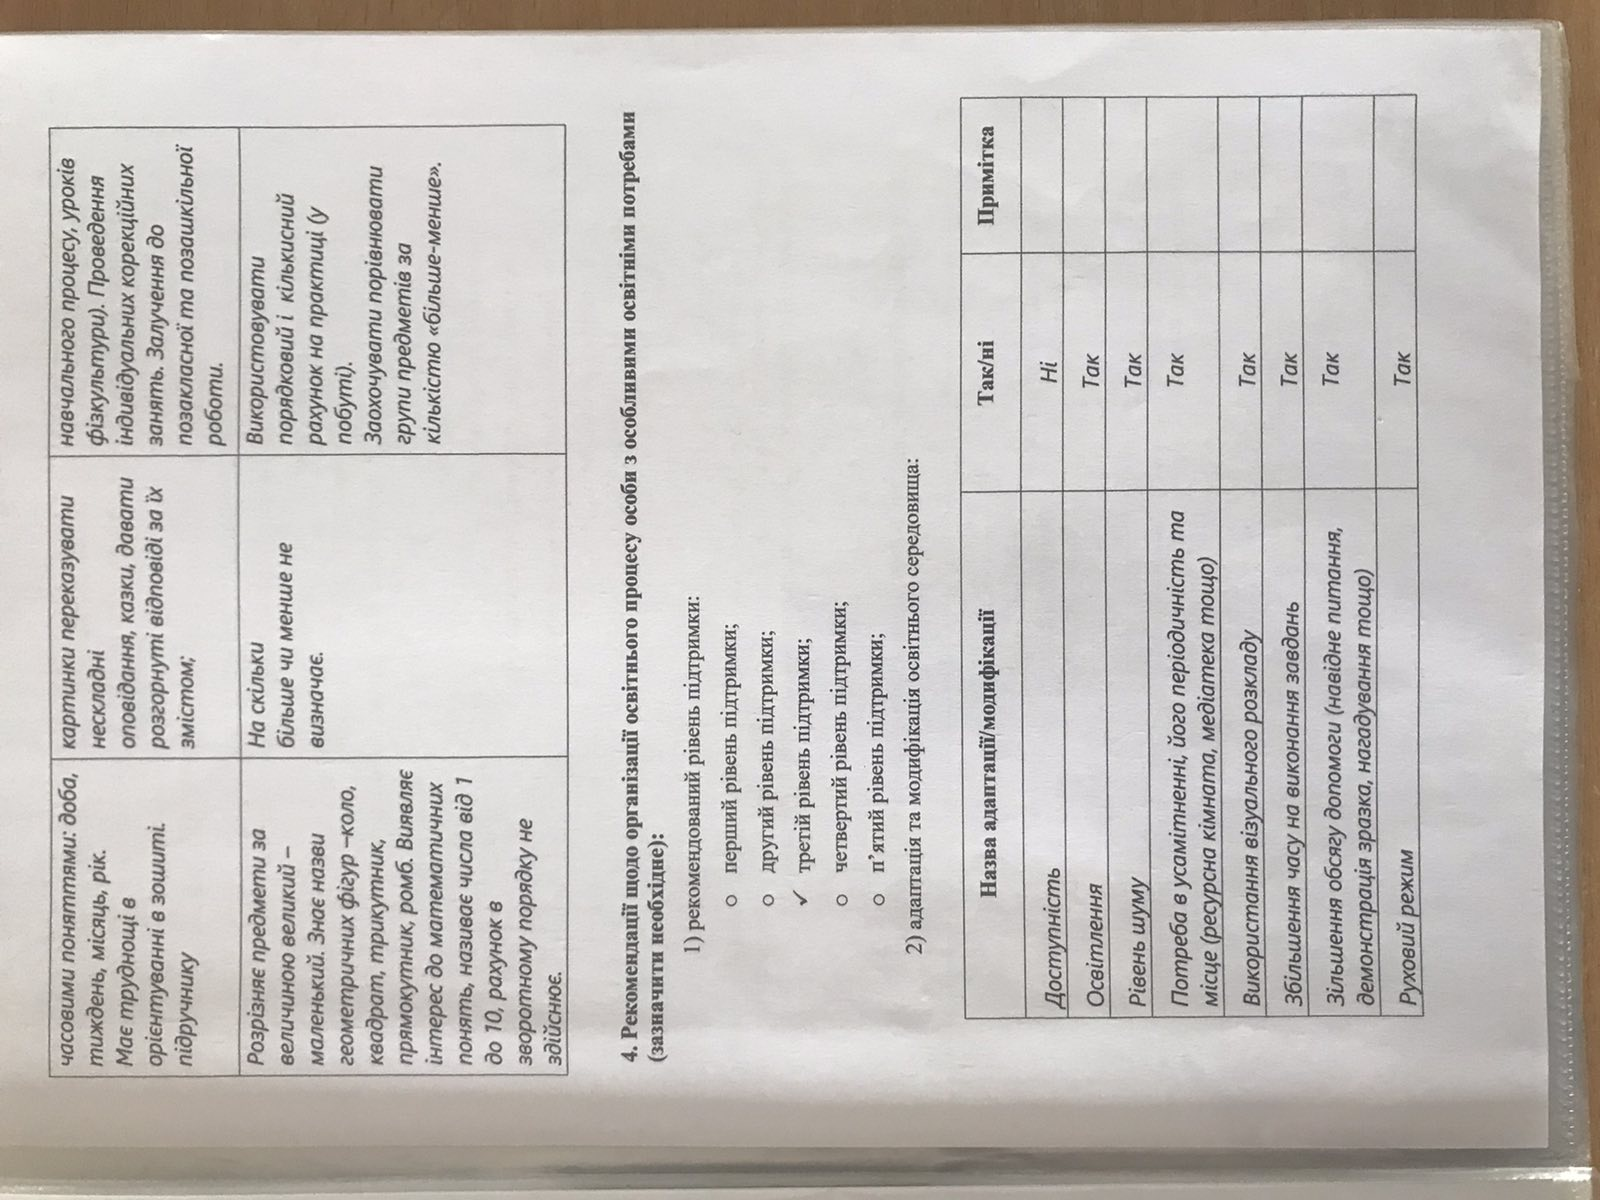 часовими поняттями: доба,
тиждень, місяць, рік.
Має труднощі в
орієнтуванні в зошиті.
підручнику
картинки переказувати
нескладні
оповідання, казки, давати
розгорнуті відповіді за їх
змістом;
навчального процесу, уроків
фізкультури). Проведення
індивідуальних корекційних
занять. Залучення до
позакласної та позашкільної
роботи.
Розрізняє предмети за
величиною великий –
маленький. Знає назви
геометричних фігур –коло,
квадрат, трикутник,
прямокутник, ромб. Виявляє
інтерес до математичних
понять, називає числа від 1
до 10, рахунок в
зворотному порядку не
здійснює.
На скільки
більше чи менше не
визначає.
Використовувати
порядковий і кількисний
рахунок на практиці (у
побуті).
Заохочувати порівнювати
групи предметів за
кількістю «більше-менше».
4. Рекомендації щодо організації освітнього процесу особи з особливими освітніми потребами
(зазначити необхідне):
1) рекомендований рівень підтримки:
○ перший рівень підтримки;
○ другий рівень підтримки;
✓ третій рівень підтримки;
○ четвертий рівень підтримки;
○ п’ятий рівень підтримки;
2) адаптація та модифікація освітнього середовища:
Назва адаптації/модифікації Так/ні Примітка
Доступність Ні
Освітлення Так
Рівень шуму Так
Потреба в усамітненні, його періодичність та Так
місце (ресурсна кімната, медіатека тощо)
Використання візуального розкладу Так
Збільшення часу на виконання завдань Так
Зільшення обсягу допомоги (навідне питання, Так
демонстрація зразка, нагадування тощо)
Руховий режим Так